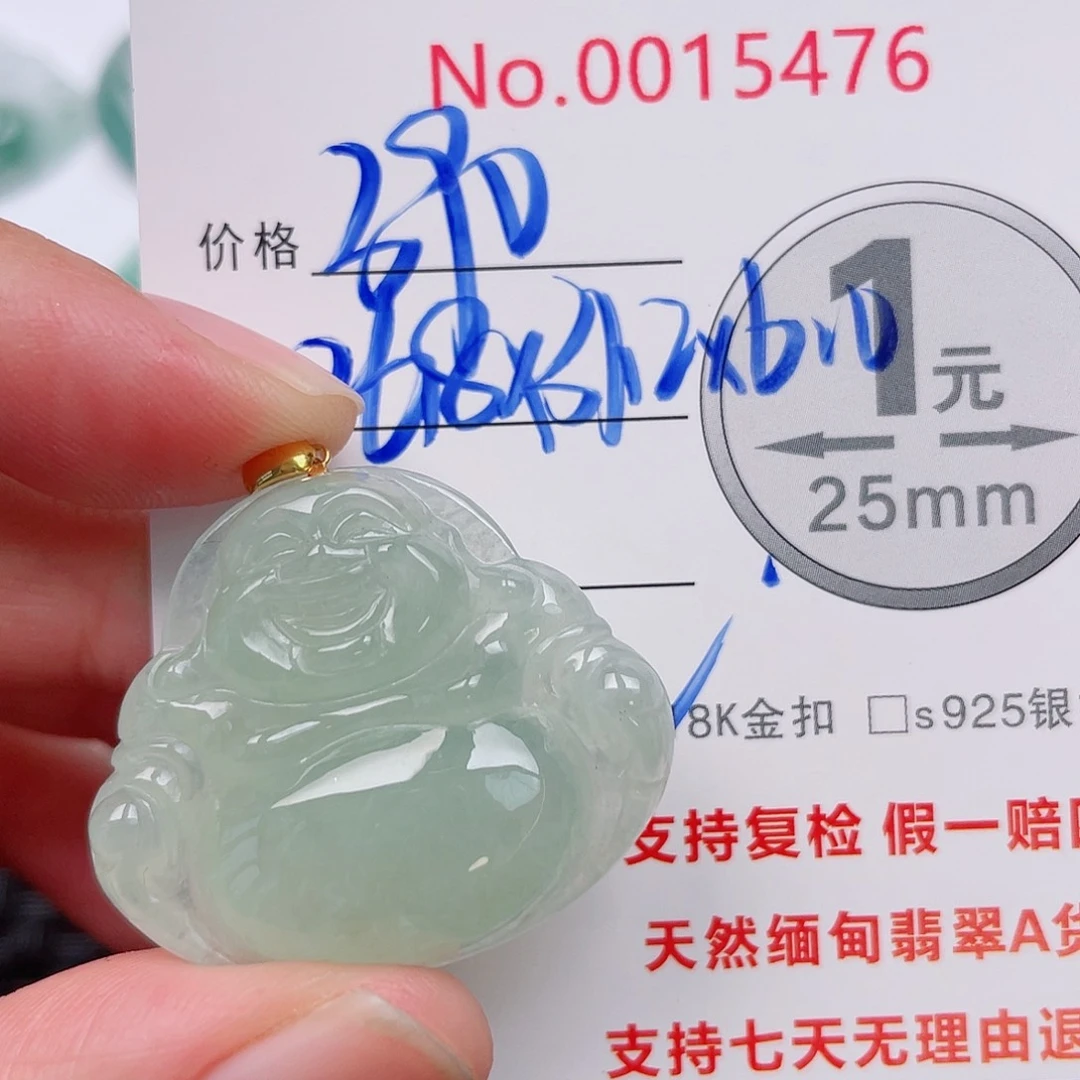 No.0015476
价格
1元
25mm
8K金扣 □s925银
支持复检 假一赔
天然缅甸翡翠A货
支持七天无理由退